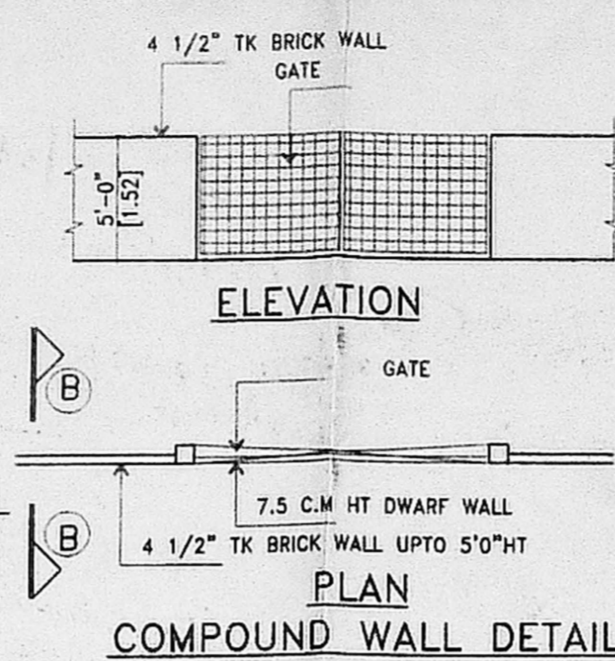 4 1/2" TK BRICK WALL
GATE
5'-0"
[1.52]
ELEVATION
B
GATE
7.5 C.M HT DWARF WALL
B
4 1/2" TK BRICK WALL UPTO 5'0"HT
PLAN
COMPOUND WALL DETAIL